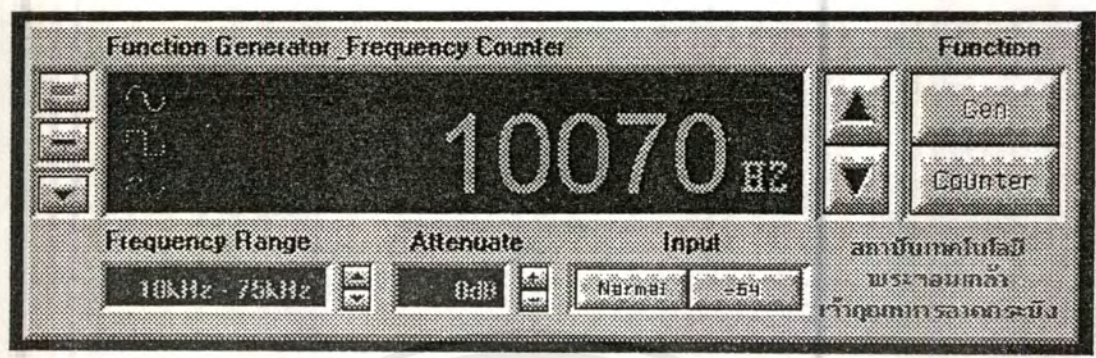 Function Generator_Frequency Counter
Function
10070 HZ
Gen
Counter
Frequency Range
Attenuate
Input
10kHz - 75kHz
0dB
Normal
÷64
สถาบันเทคโนโลยี
พระจอมเกล้า
เจ้าคุณทหารลาดกระบัง